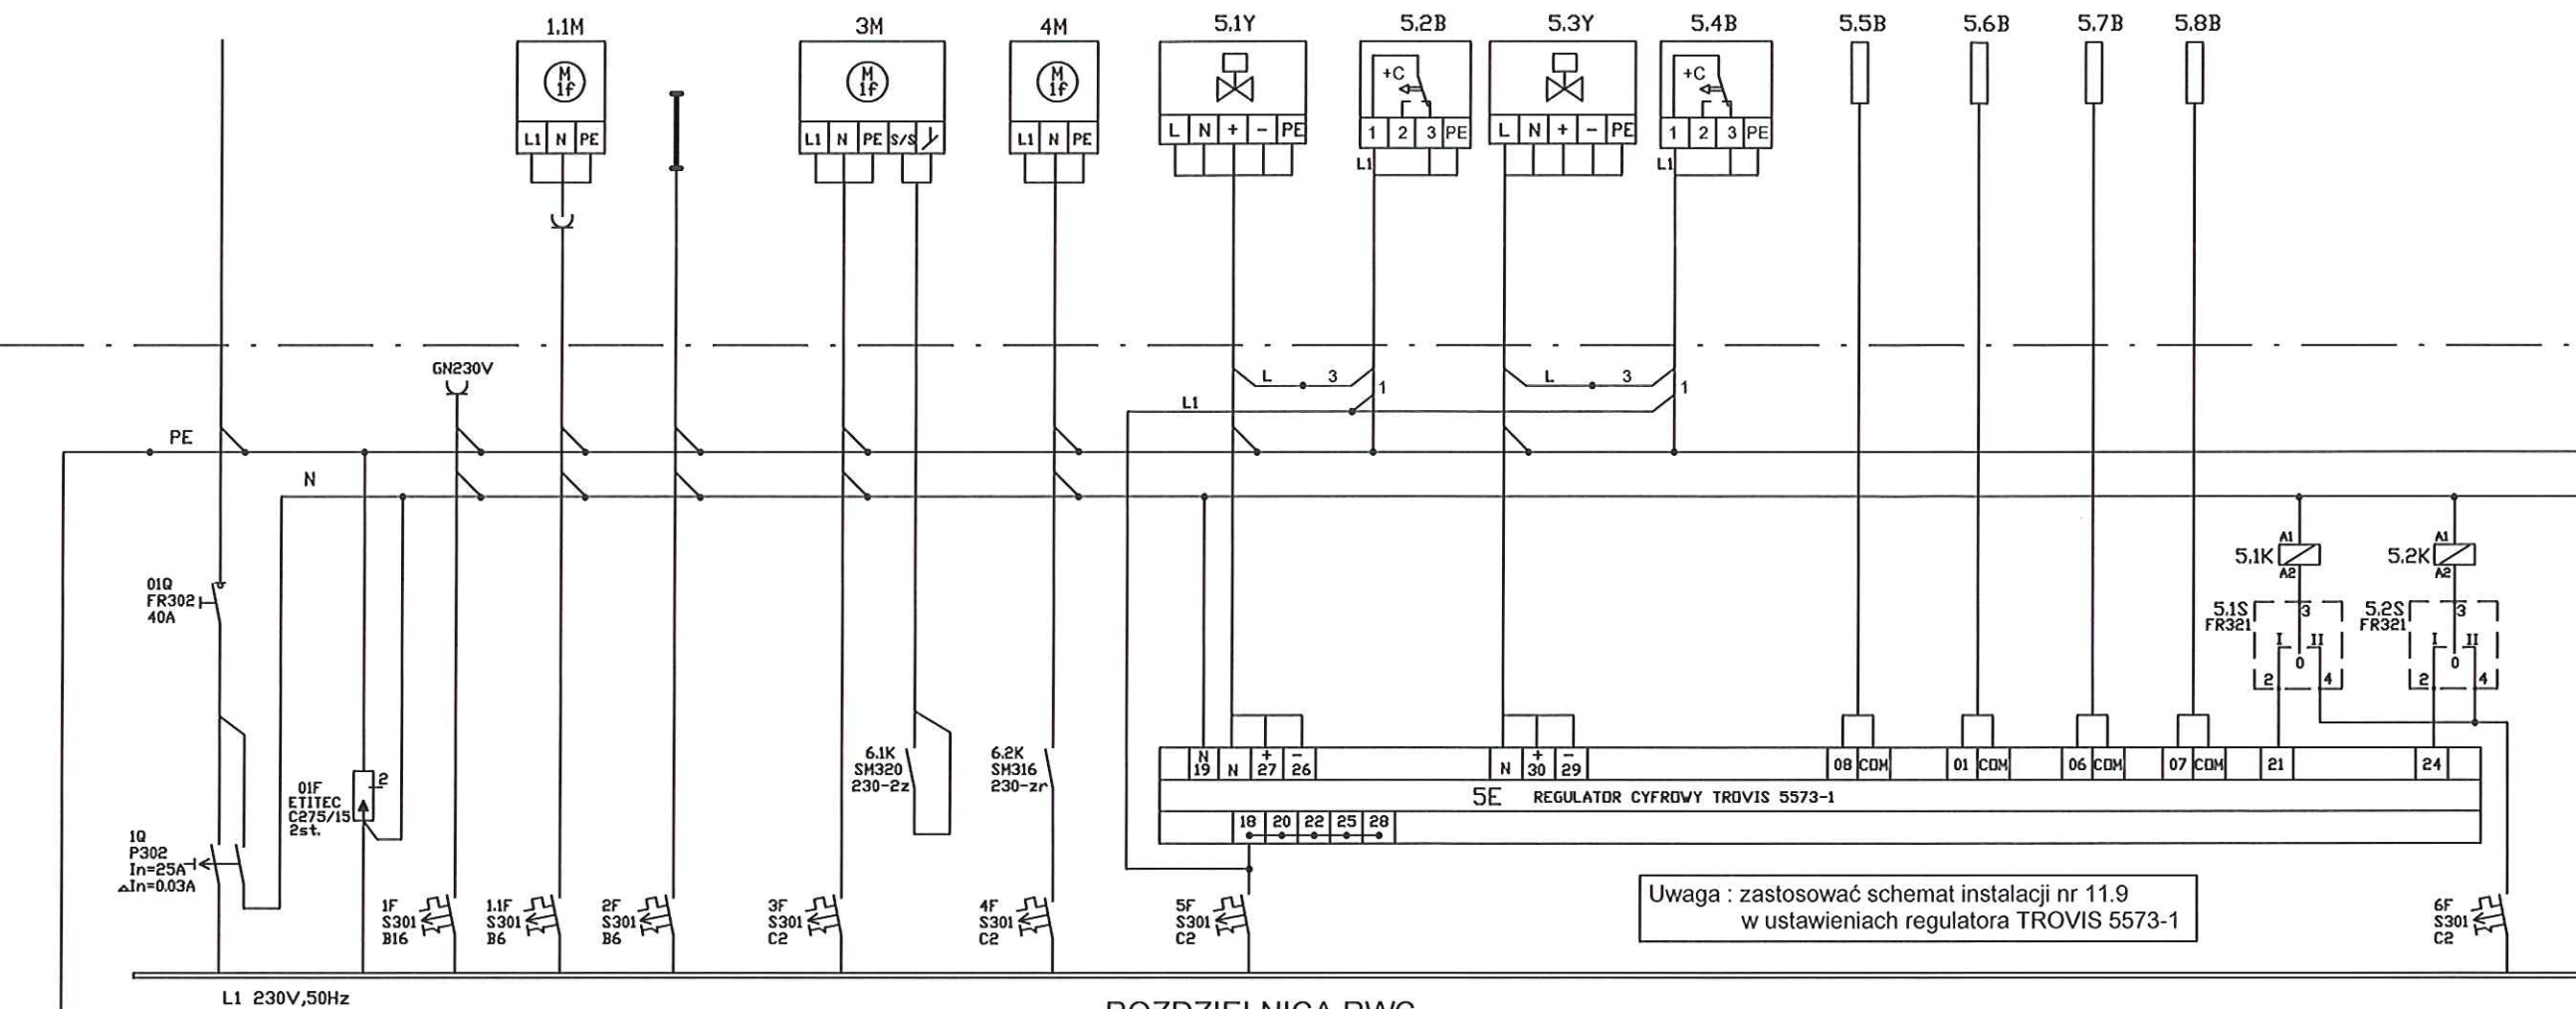 1.1M
3M
4M
5.1Y
5.2B
5.3Y
5.4B
5.5B
5.6B
5.7B
5.8B
M
1f
M
1f
M
1f
+C
+C
L1 N PE
L1 N PE S/S
L1 N PE
L N + - PE
1 2 3 PE
L N + - PE
1 2 3 PE
L1
L1
GN230V
L 3
1
L 3
1
L1
PE
N
01Q
FR302
40A
A1
5.1K
A2
A1
5.2K
A2
5.1S
FR321
3
I II
0
2 4
5.2S
FR321
3
I II
0
2 4
6.1K
SM320
230-2z
6.2K
SM316
230-zr
01F
ETITEC
C275/15
2st.
2
N
19
N
+
27
-
26
N
+
30
-
29
08 COM
01 COM
06 COM
07 COM
21
24
5E REGULATOR CYFROWY TROVIS 5573-1
18 20 22 25 28
1Q
P302
In=25A
△In=0.03A
1F
S301
B16
1.1F
S301
B6
2F
S301
B6
3F
S301
C2
4F
S301
C2
5F
S301
C2
Uwaga : zastosować schemat instalacji nr 11.9
w ustawieniach regulatora TROVIS 5573-1
6F
S301
C2
L1 230V,50Hz